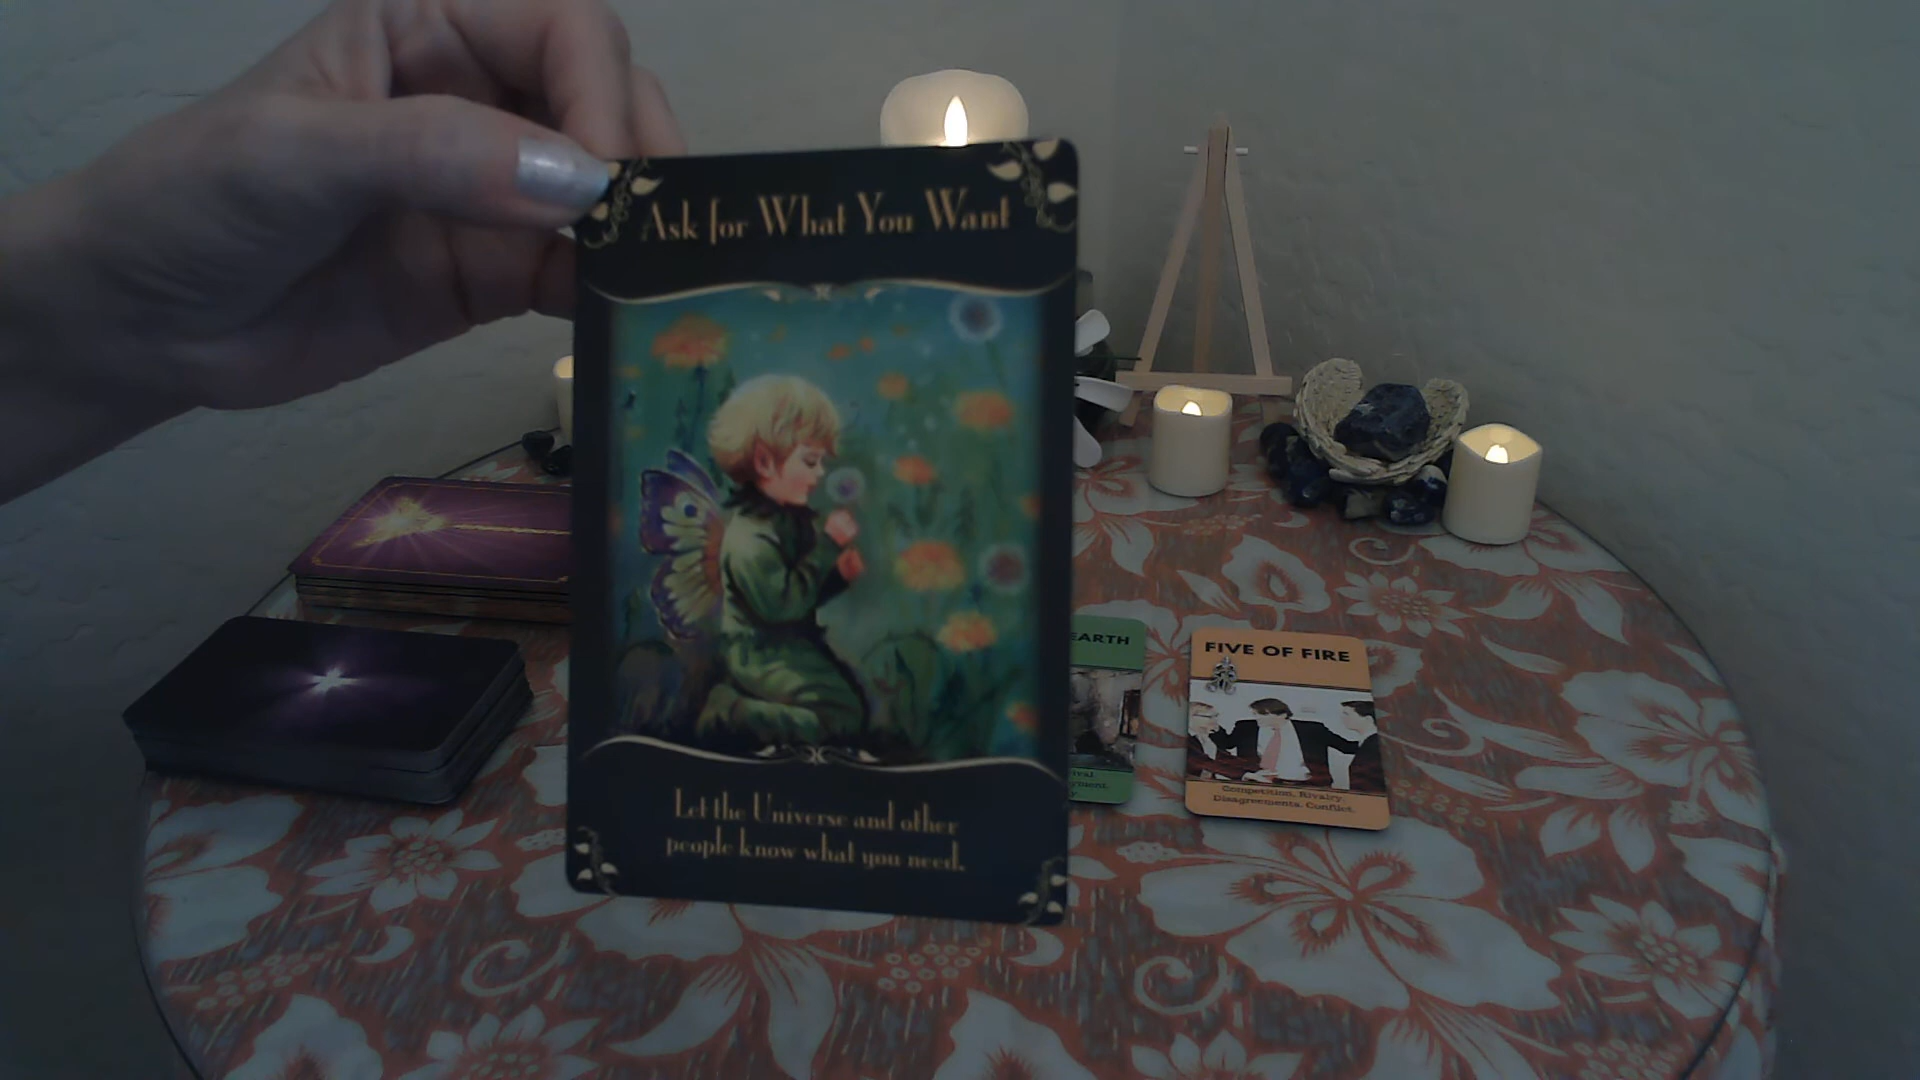 Ask for What You Want
Let the Universe and other
people know what you need.
EARTH
FIVE OF FIRE
Competition. Rivalry.
Disagreements. Conflict.